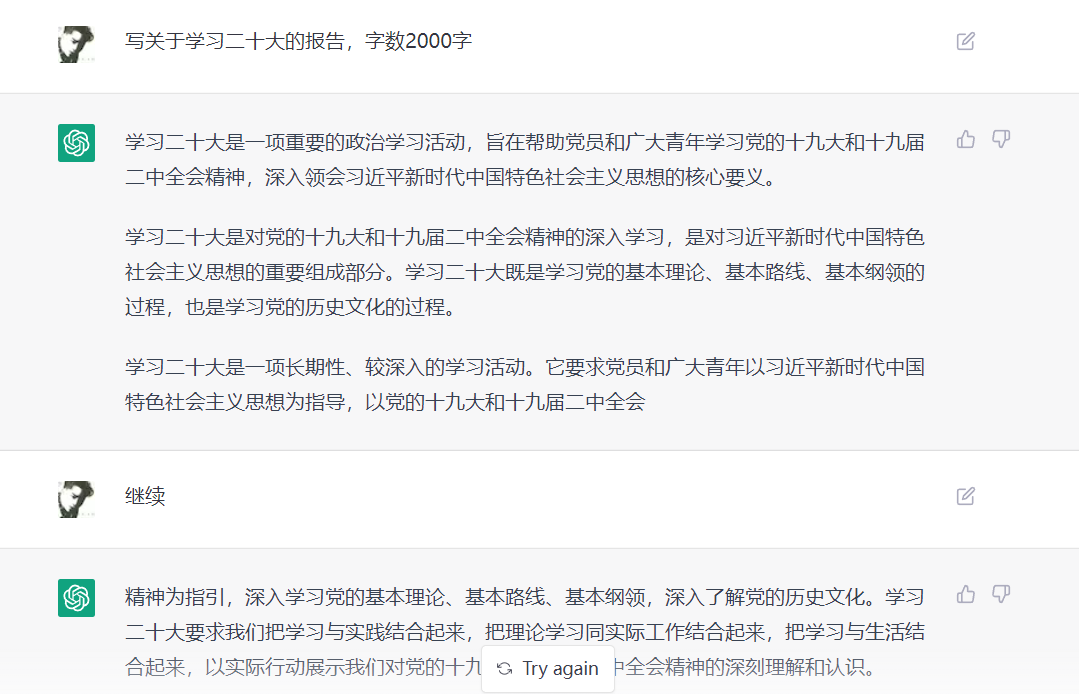 写关于学习二十大的报告，字数2000字
学习二十大是一项重要的政治学习活动，旨在帮助党员和广大青年学习党的十九大和十九届
二中全会精神，深入领会习近平新时代中国特色社会主义思想的核心要义。
学习二十大是对党的十九大和十九届二中全会精神的深入学习，是对习近平新时代中国特色
社会主义思想的重要组成部分。学习二十大既是学习党的基本理论、基本路线、基本纲领的
过程，也是学习党的历史文化的过程。
学习二十大是一项长期性、较深入的学习活动。它要求党员和广大青年以习近平新时代中国
特色社会主义思想为指导，以党的十九大和十九届二中全会
继续
精神为指引，深入学习党的基本理论、基本路线、基本纲领，深入了解党的历史文化。学习
二十大要求我们把学习与实践结合起来，把理论学习同实际工作结合起来，把学习与生活结
合起来，以实际行动展示我们对党的十九 Try again 中全会精神的深刻理解和认识。